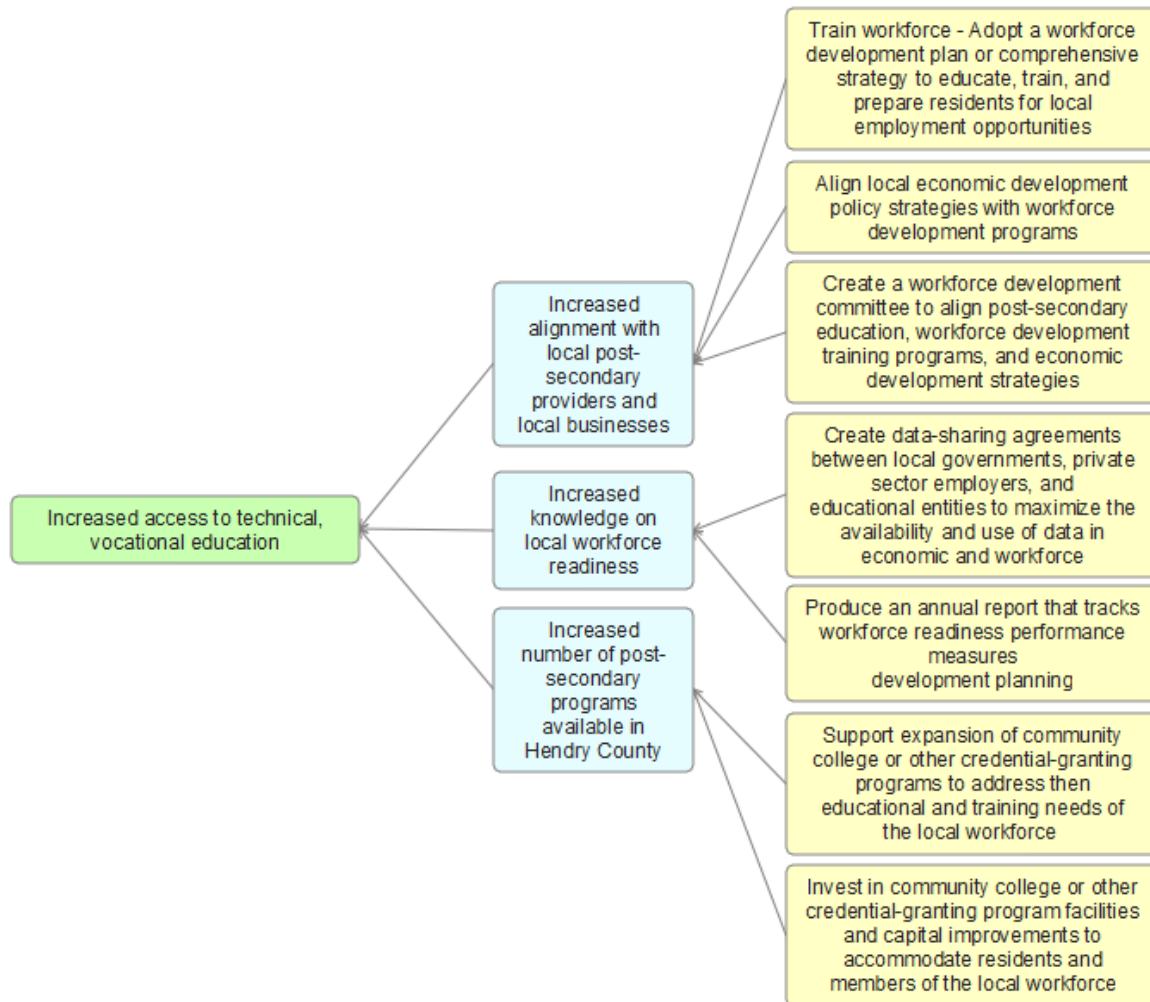 Increased access to technical,
vocational education
Increased
alignment with
local post-
secondary
providers and
local businesses
Increased
knowledge on
local workforce
readiness
Increased
number of post-
secondary
programs
available in
Hendry County
Train workforce - Adopt a workforce
development plan or comprehensive
strategy to educate, train, and
prepare residents for local
employment opportunities
Align local economic development
policy strategies with workforce
development programs
Create a workforce development
committee to align post-secondary
education, workforce development
training programs, and economic
development strategies
Create data-sharing agreements
between local governments, private
sector employers, and
educational entities to maximize the
availability and use of data in
economic and workforce
Produce an annual report that tracks
workforce readiness performance
measures
development planning
Support expansion of community
college or other credential-granting
programs to address then
educational and training needs of
the local workforce
Invest in community college or other
credential-granting program facilities
and capital improvements to
accommodate residents and
members of the local workforce